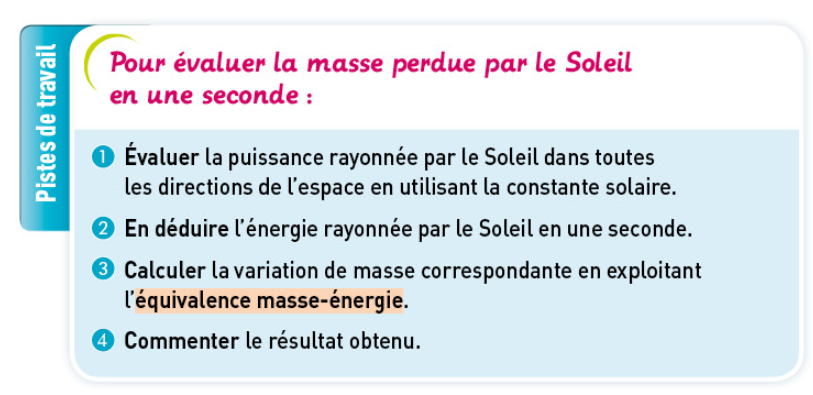 Pistes de travail
Pour évaluer la masse perdue par le Soleil
en une seconde :
1 Évaluer la puissance rayonnée par le Soleil dans toutes
les directions de l'espace en utilisant la constante solaire.
2 En déduire l'énergie rayonnée par le Soleil en une seconde.
3 Calculer la variation de masse correspondante en exploitant
l'équivalence masse-énergie.
4 Commenter le résultat obtenu.